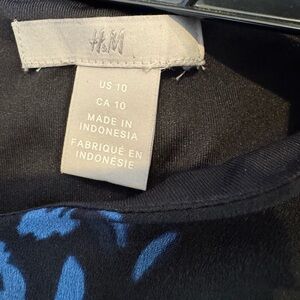 H&M
US 10
CA 10
MADE IN
INDONESIA
FABRIQUÉ EN
INDONÉSIE